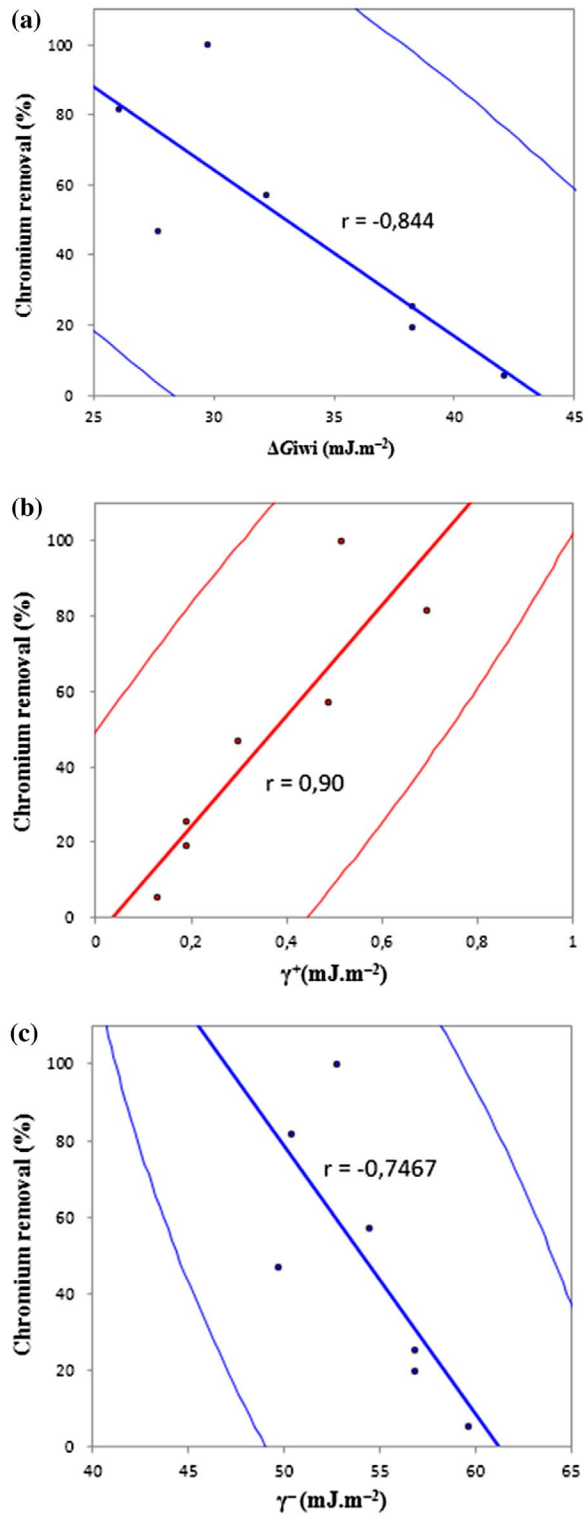 (a)
Chromium removal (%)
100
80
60
40
20
0
r = -0,844
25
30
35
40
45
ΔGiwi (mJ.m⁻²)
(b)
Chromium removal (%)
100
80
60
40
20
0
r = 0,90
0
0,2
0,4
0,6
0,8
1
γ⁺(mJ.m⁻²)
(c)
Chromium removal (%)
100
80
60
40
20
0
r = -0,7467
40
45
50
55
60
65
γ⁻(mJ.m⁻²)